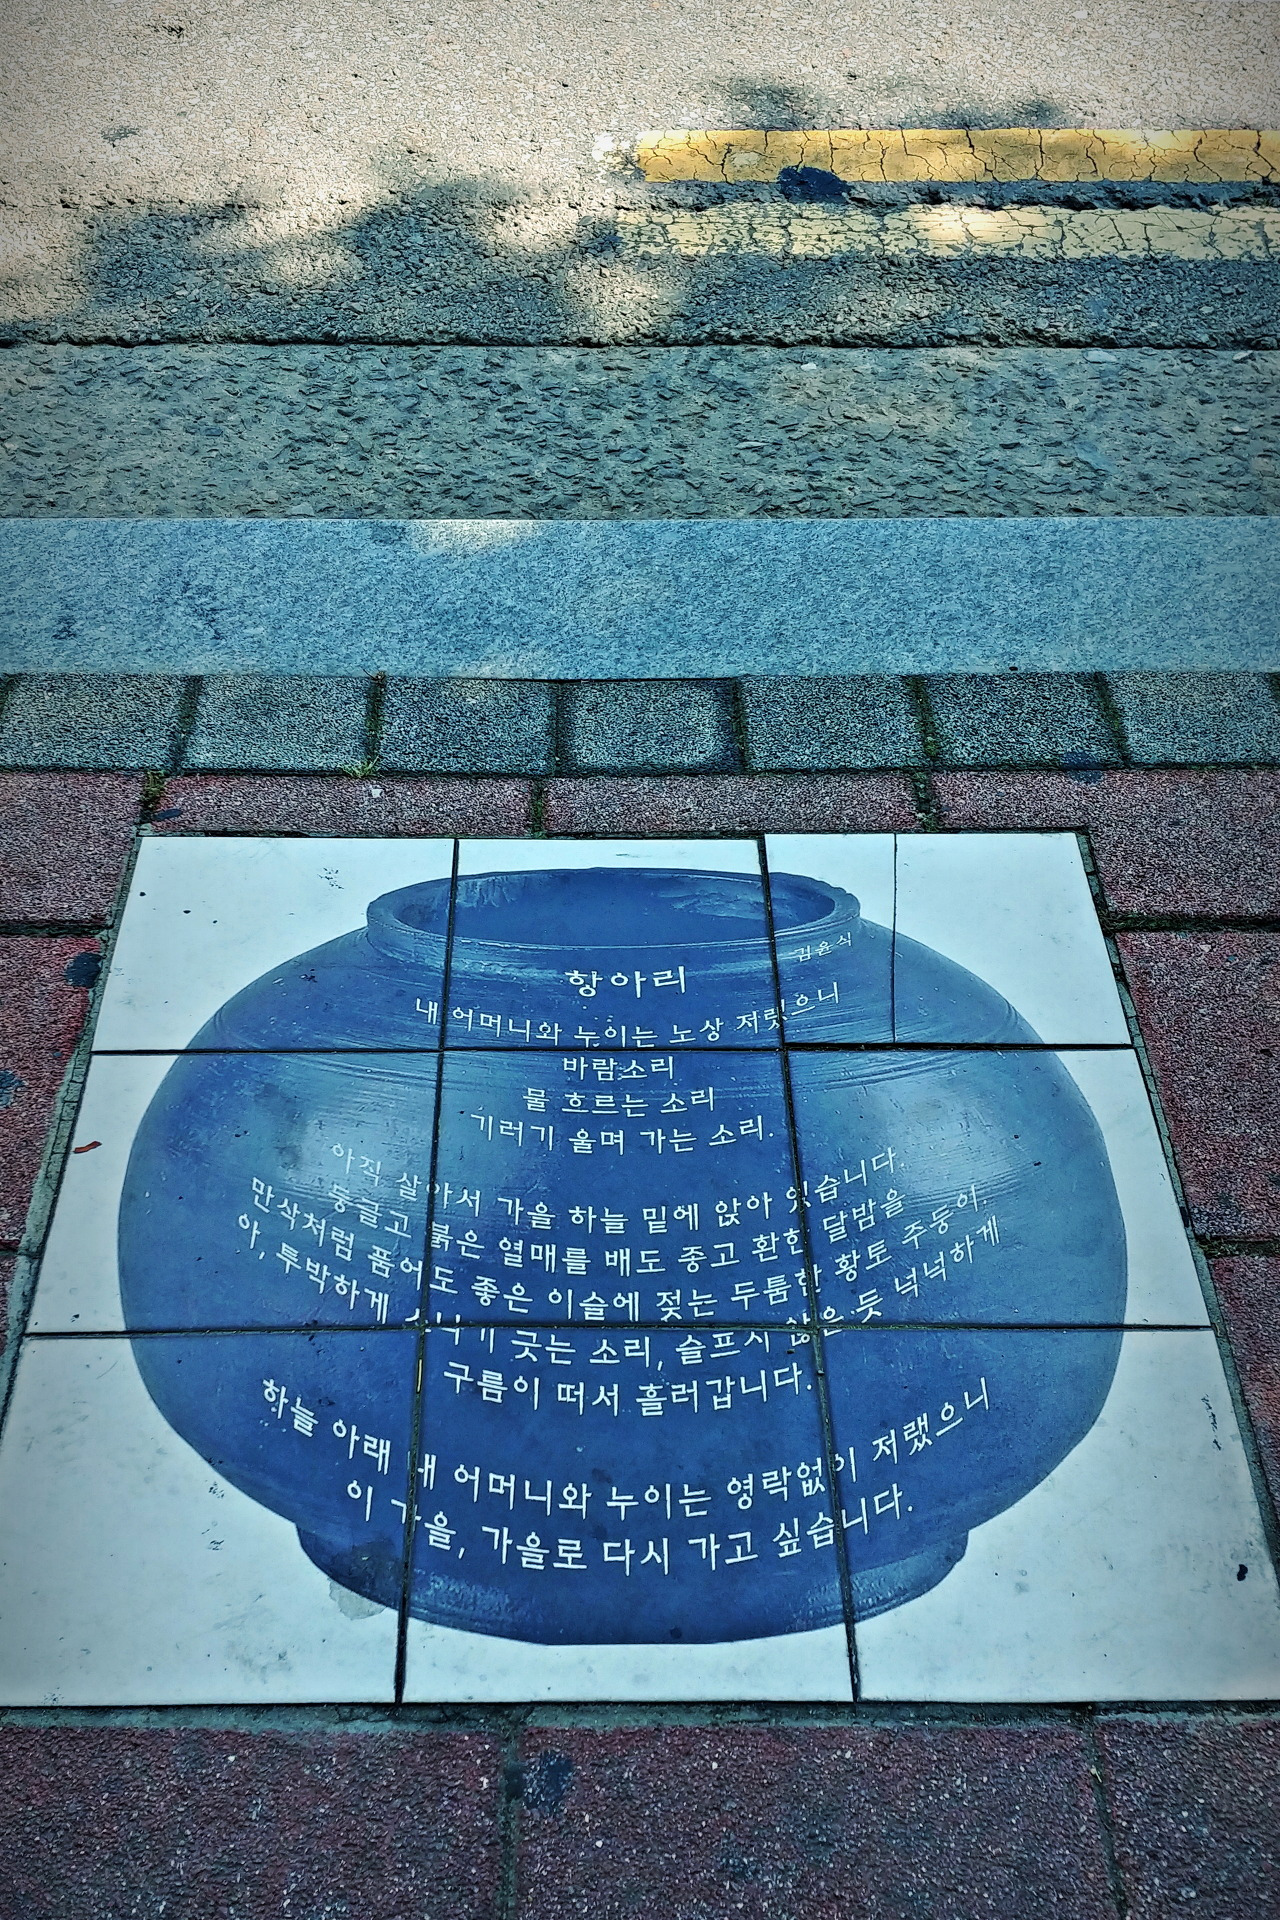 항아리
김윤식
내 어머니와 누이는 노상 저렀으니
바람소리
물 흐르는 소리
기러기 울며 가는 소리.
아직 살아서 가을 하늘 밑에 앉아 있습니다.
둥글고 붉은 열매를 배도 좋고 환한 달밤을
만삭처럼 품어도 좋은 이슬에 젖는 두툼한 황토 주둥이.
아, 투박하게 소나기 긋는 소리, 슬프지 않은 듯 넉넉하게
구름이 떠서 흘러갑니다.
하늘 아래 내 어머니와 누이는 영락없이 저랬으니
이 가을, 가을로 다시 가고 싶습니다.